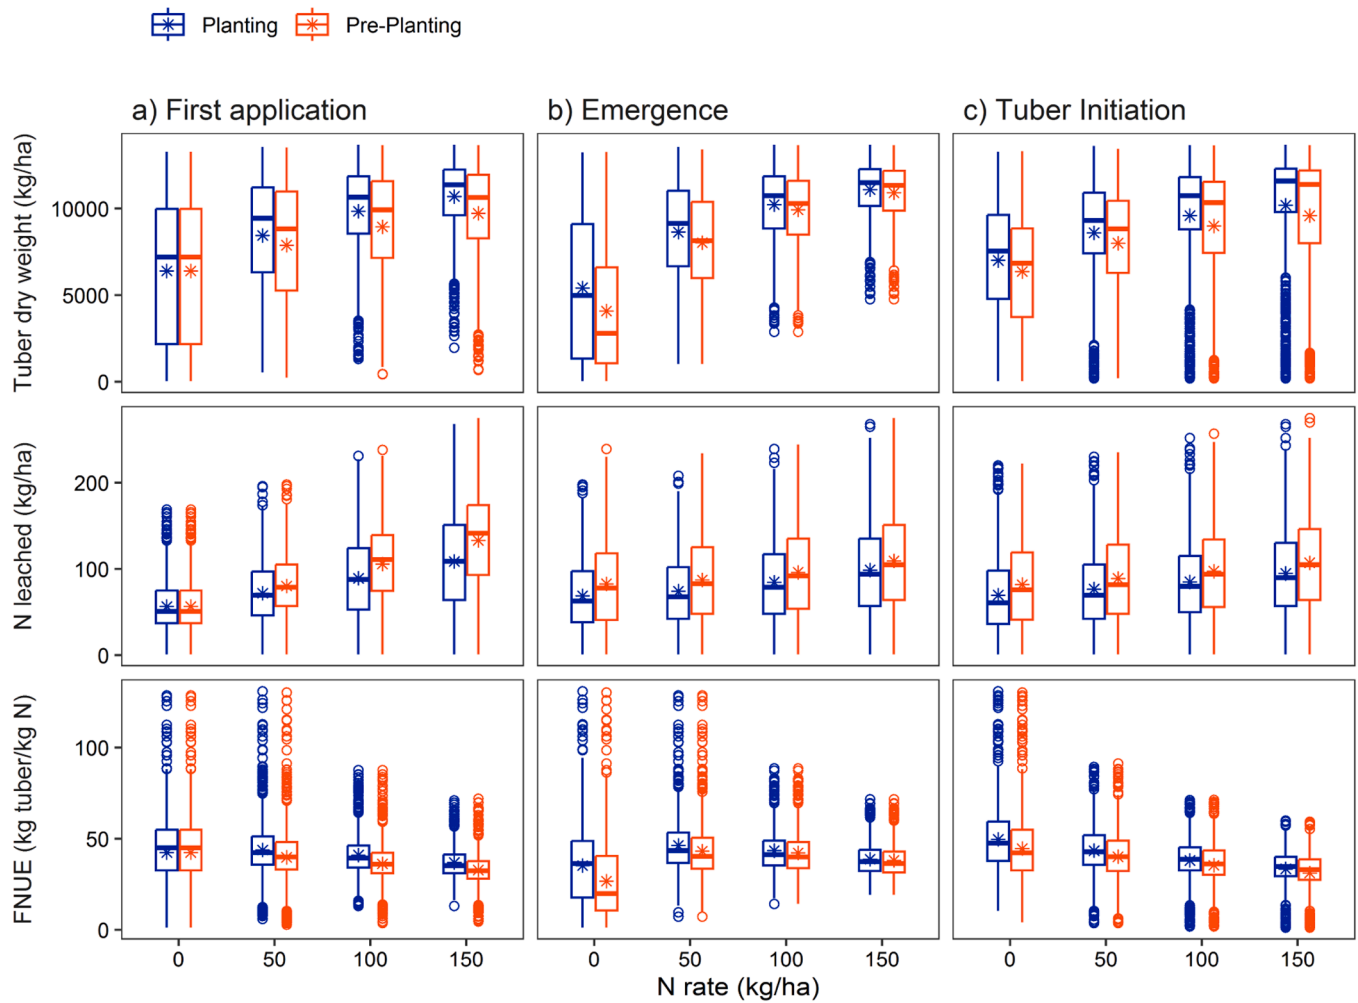 Planting Pre-Planting
a) First application
b) Emergence
c) Tuber Initiation
Tuber dry weight (kg/ha)
10000
5000
0
N leached (kg/ha)
200
100
0
FNUE (kg tuber/kg N)
100
50
0
0 50 100 150
0 50 100 150
0 50 100 150
N rate (kg/ha)